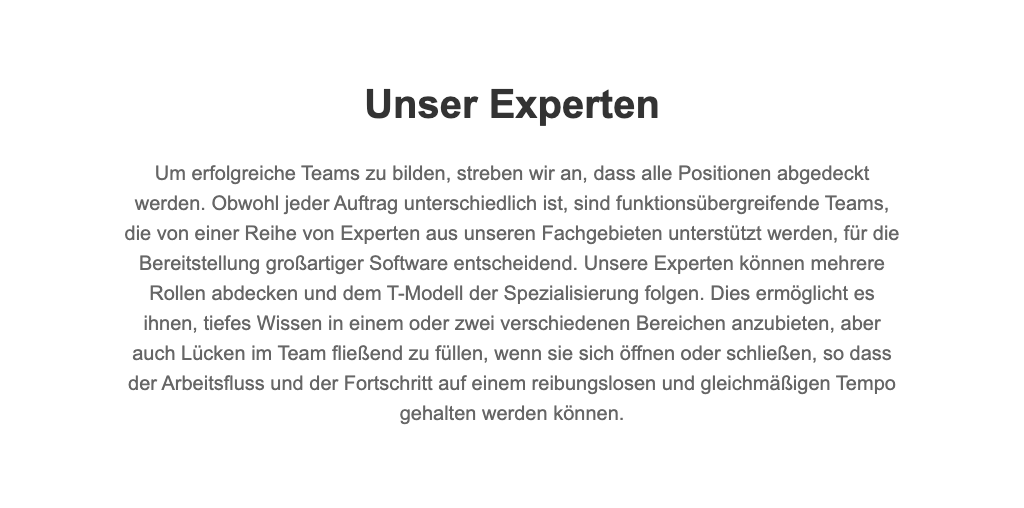 Unser Experten
Um erfolgreiche Teams zu bilden, streben wir an, dass alle Positionen abgedeckt
werden. Obwohl jeder Auftrag unterschiedlich ist, sind funktionsübergreifende Teams,
die von einer Reihe von Experten aus unseren Fachgebieten unterstützt werden, für die
Bereitstellung großartiger Software entscheidend. Unsere Experten können mehrere
Rollen abdecken und dem T-Modell der Spezialisierung folgen. Dies ermöglicht es
ihnen, tiefes Wissen in einem oder zwei verschiedenen Bereichen anzubieten, aber
auch Lücken im Team fließend zu füllen, wenn sie sich öffnen oder schließen, so dass
der Arbeitsfluss und der Fortschritt auf einem reibungslosen und gleichmäßigen Tempo
gehalten werden können.